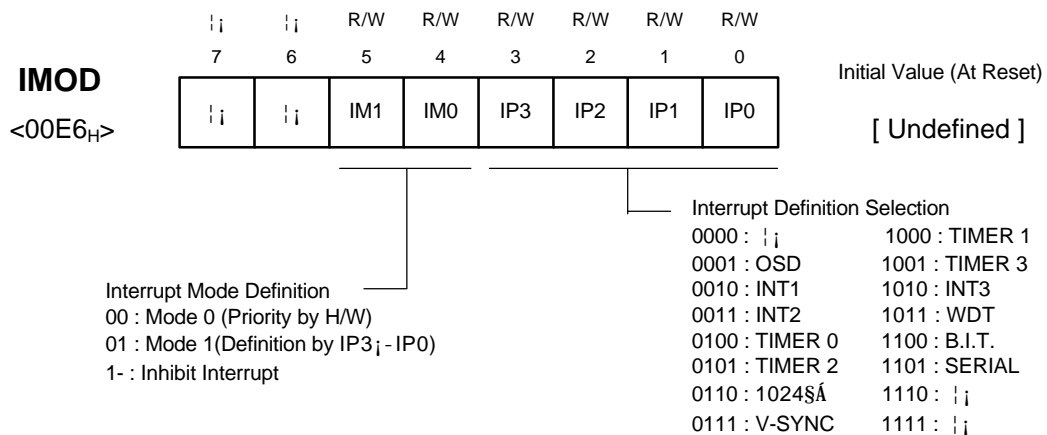 ¦¡ ¦¡ R/W R/W R/W R/W R/W R/W
7 6 5 4 3 2 1 0
IMOD
<00E6H>
¦¡ ¦¡ IM1 IM0 IP3 IP2 IP1 IP0
Initial Value (At Reset)
[ Undefined ]
Interrupt Mode Definition
00 : Mode 0 (Priority by H/W)
01 : Mode 1(Definition by IP3¡-IP0)
1- : Inhibit Interrupt
Interrupt Definition Selection
0000 : ¦¡ 1000 : TIMER 1
0001 : OSD 1001 : TIMER 3
0010 : INT1 1010 : INT3
0011 : INT2 1011 : WDT
0100 : TIMER 0 1100 : B.I.T.
0101 : TIMER 2 1101 : SERIAL
0110 : 1024§Á 1110 : ¦¡
0111 : V-SYNC 1111 : ¦¡